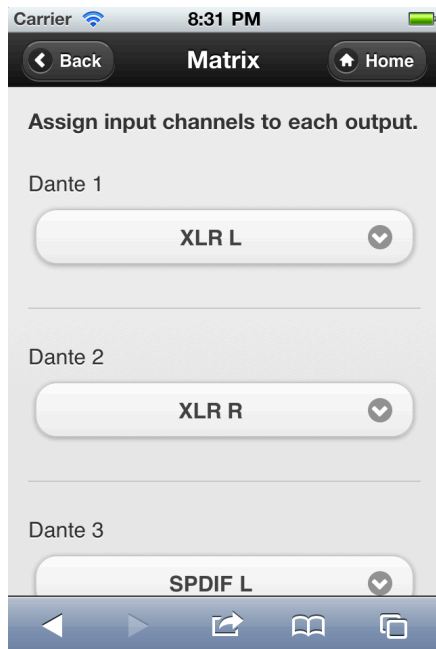 Carrier 8:31 PM
Back Matrix Home
Assign input channels to each output.
Dante 1
XLR L
Dante 2
XLR R
Dante 3
SPDIF L